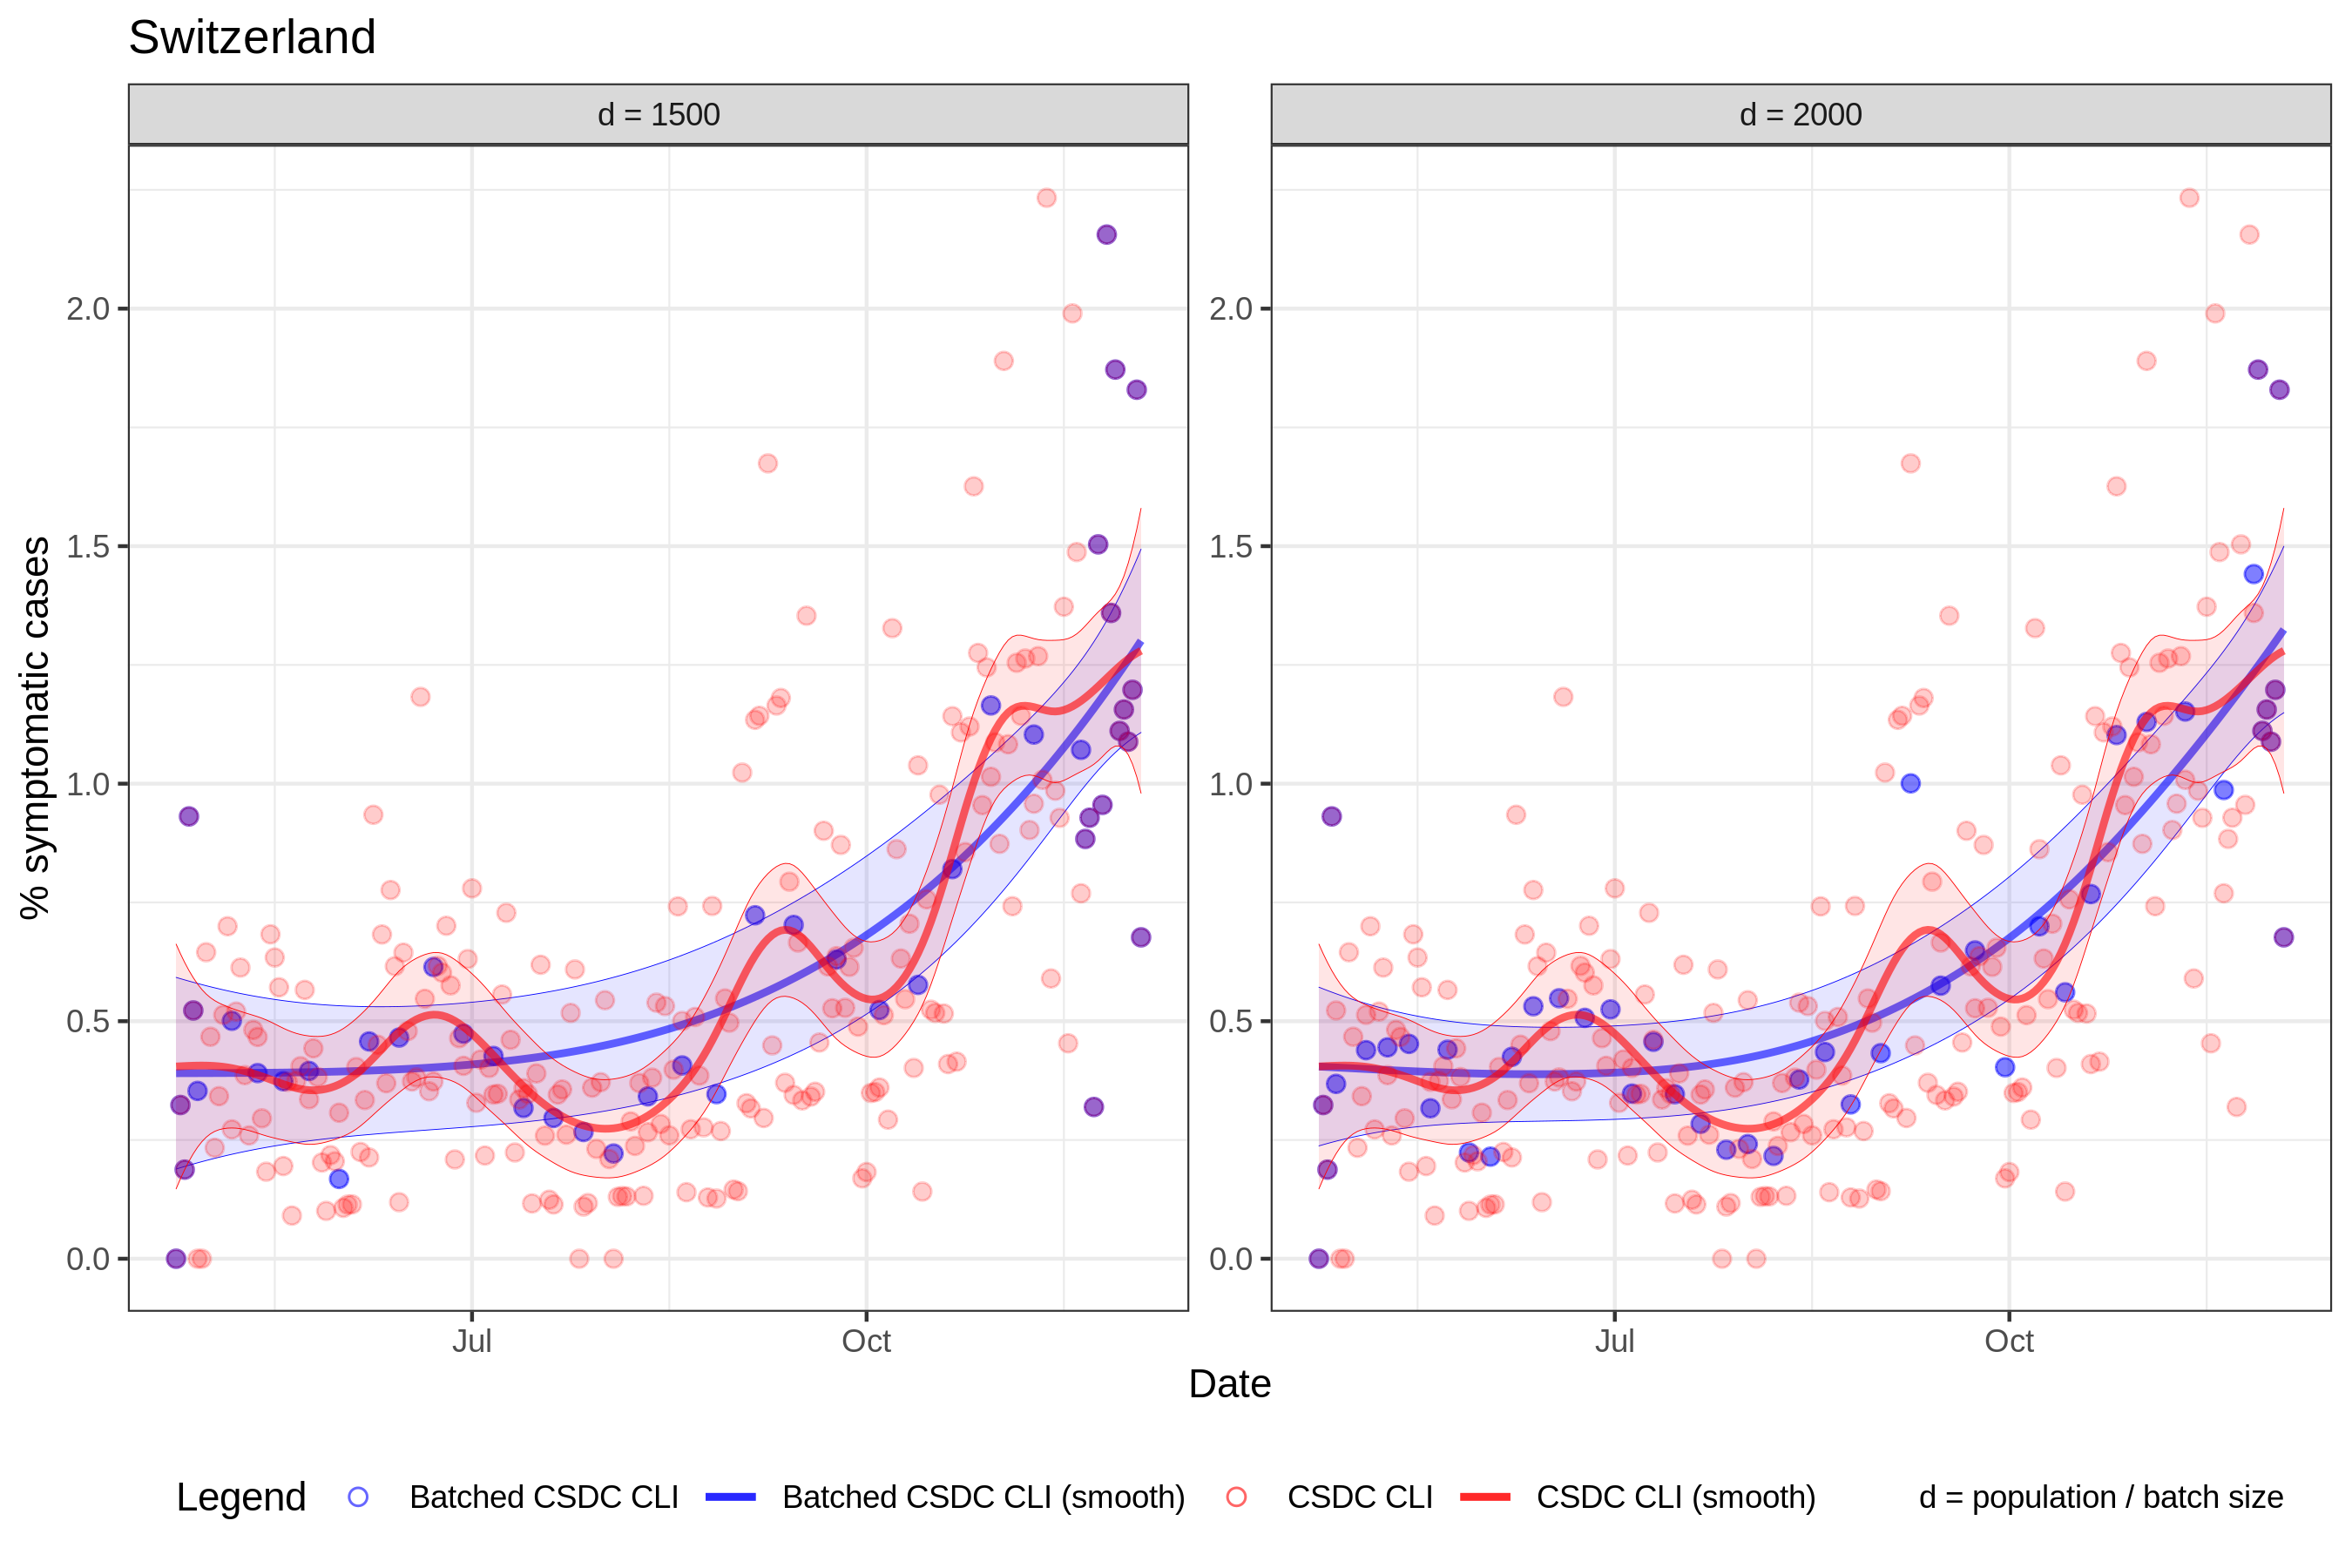 Switzerland
d = 1500
d = 2000
% symptomatic cases
2.0
1.5
1.0
0.5
0.0
2.0
1.5
1.0
0.5
0.0
Jul
Oct
Jul
Oct
Date
Legend
Batched CSDC CLI
Batched CSDC CLI (smooth)
CSDC CLI
CSDC CLI (smooth)
d = population / batch size